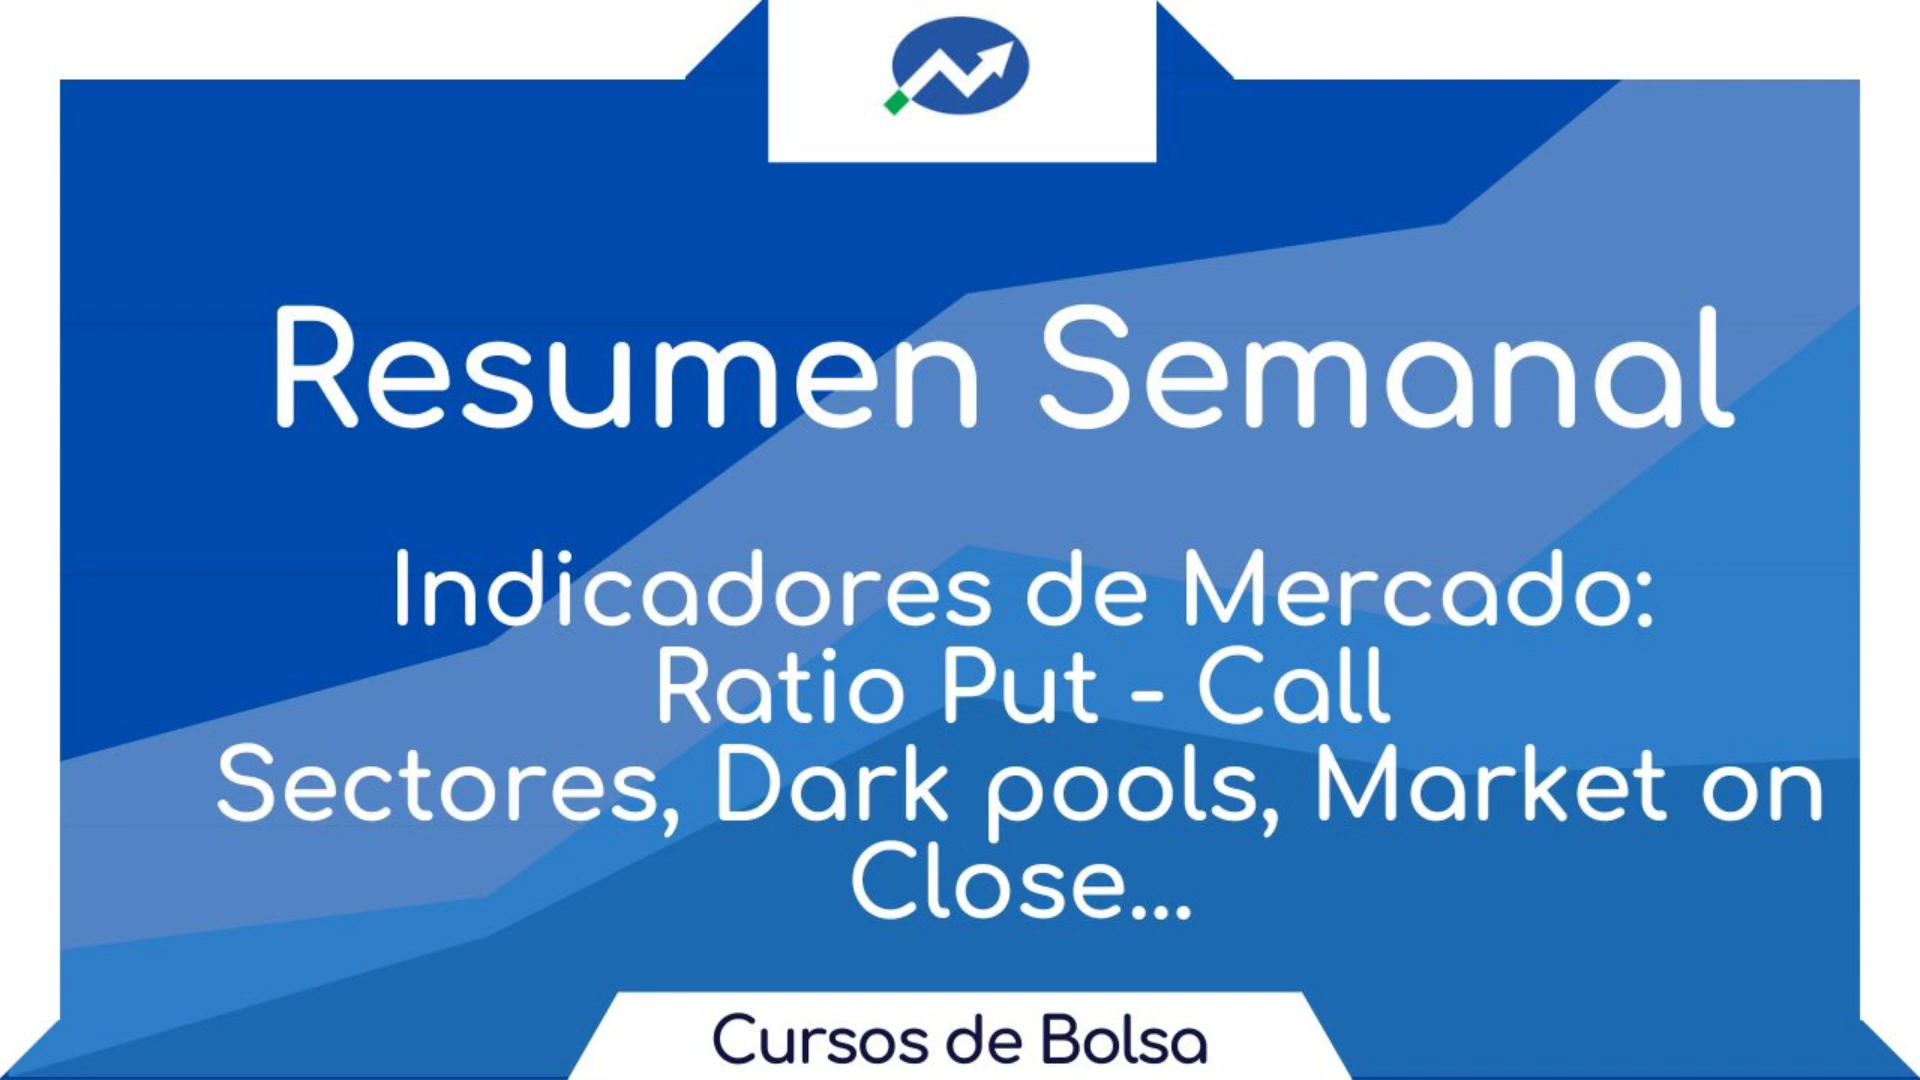 Resumen Semanal
Indicadores de Mercado:
Ratio Put - Call
Sectores, Dark pools, Market on
Close...
Cursos de Bolsa